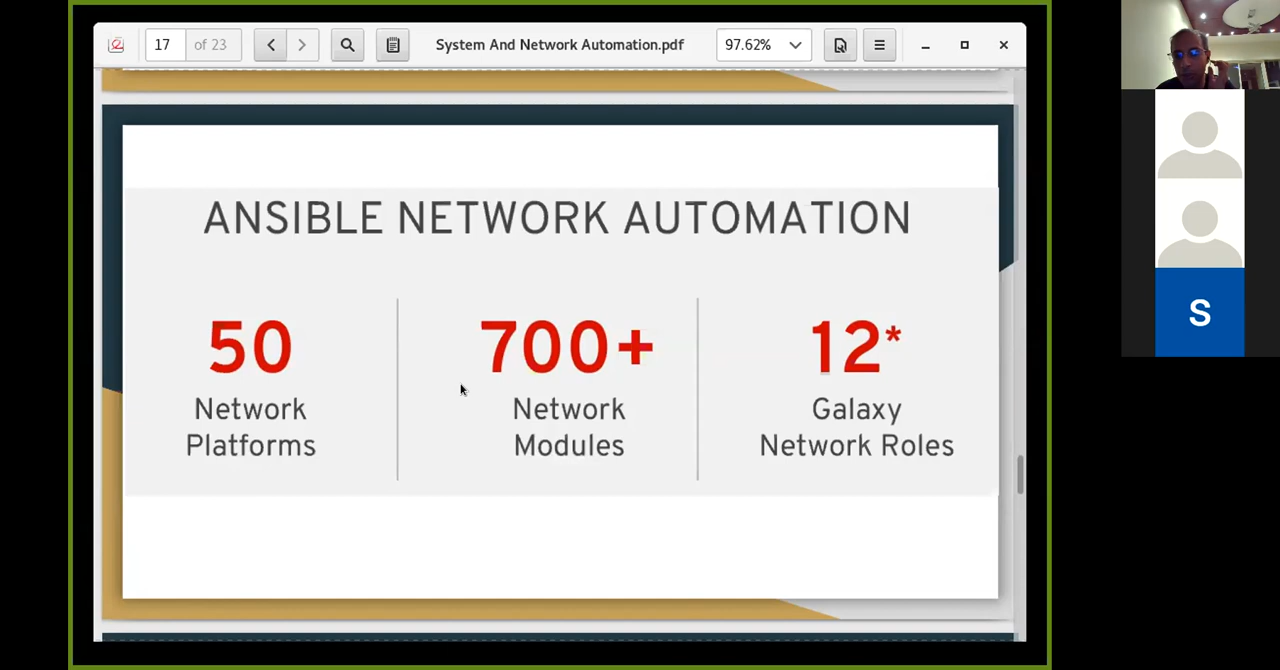 17 of 23 System And Network Automation.pdf 97.62%
ANSIBLE NETWORK AUTOMATION
50
Network
Platforms
700+
Network
Modules
12*
Galaxy
Network Roles
S